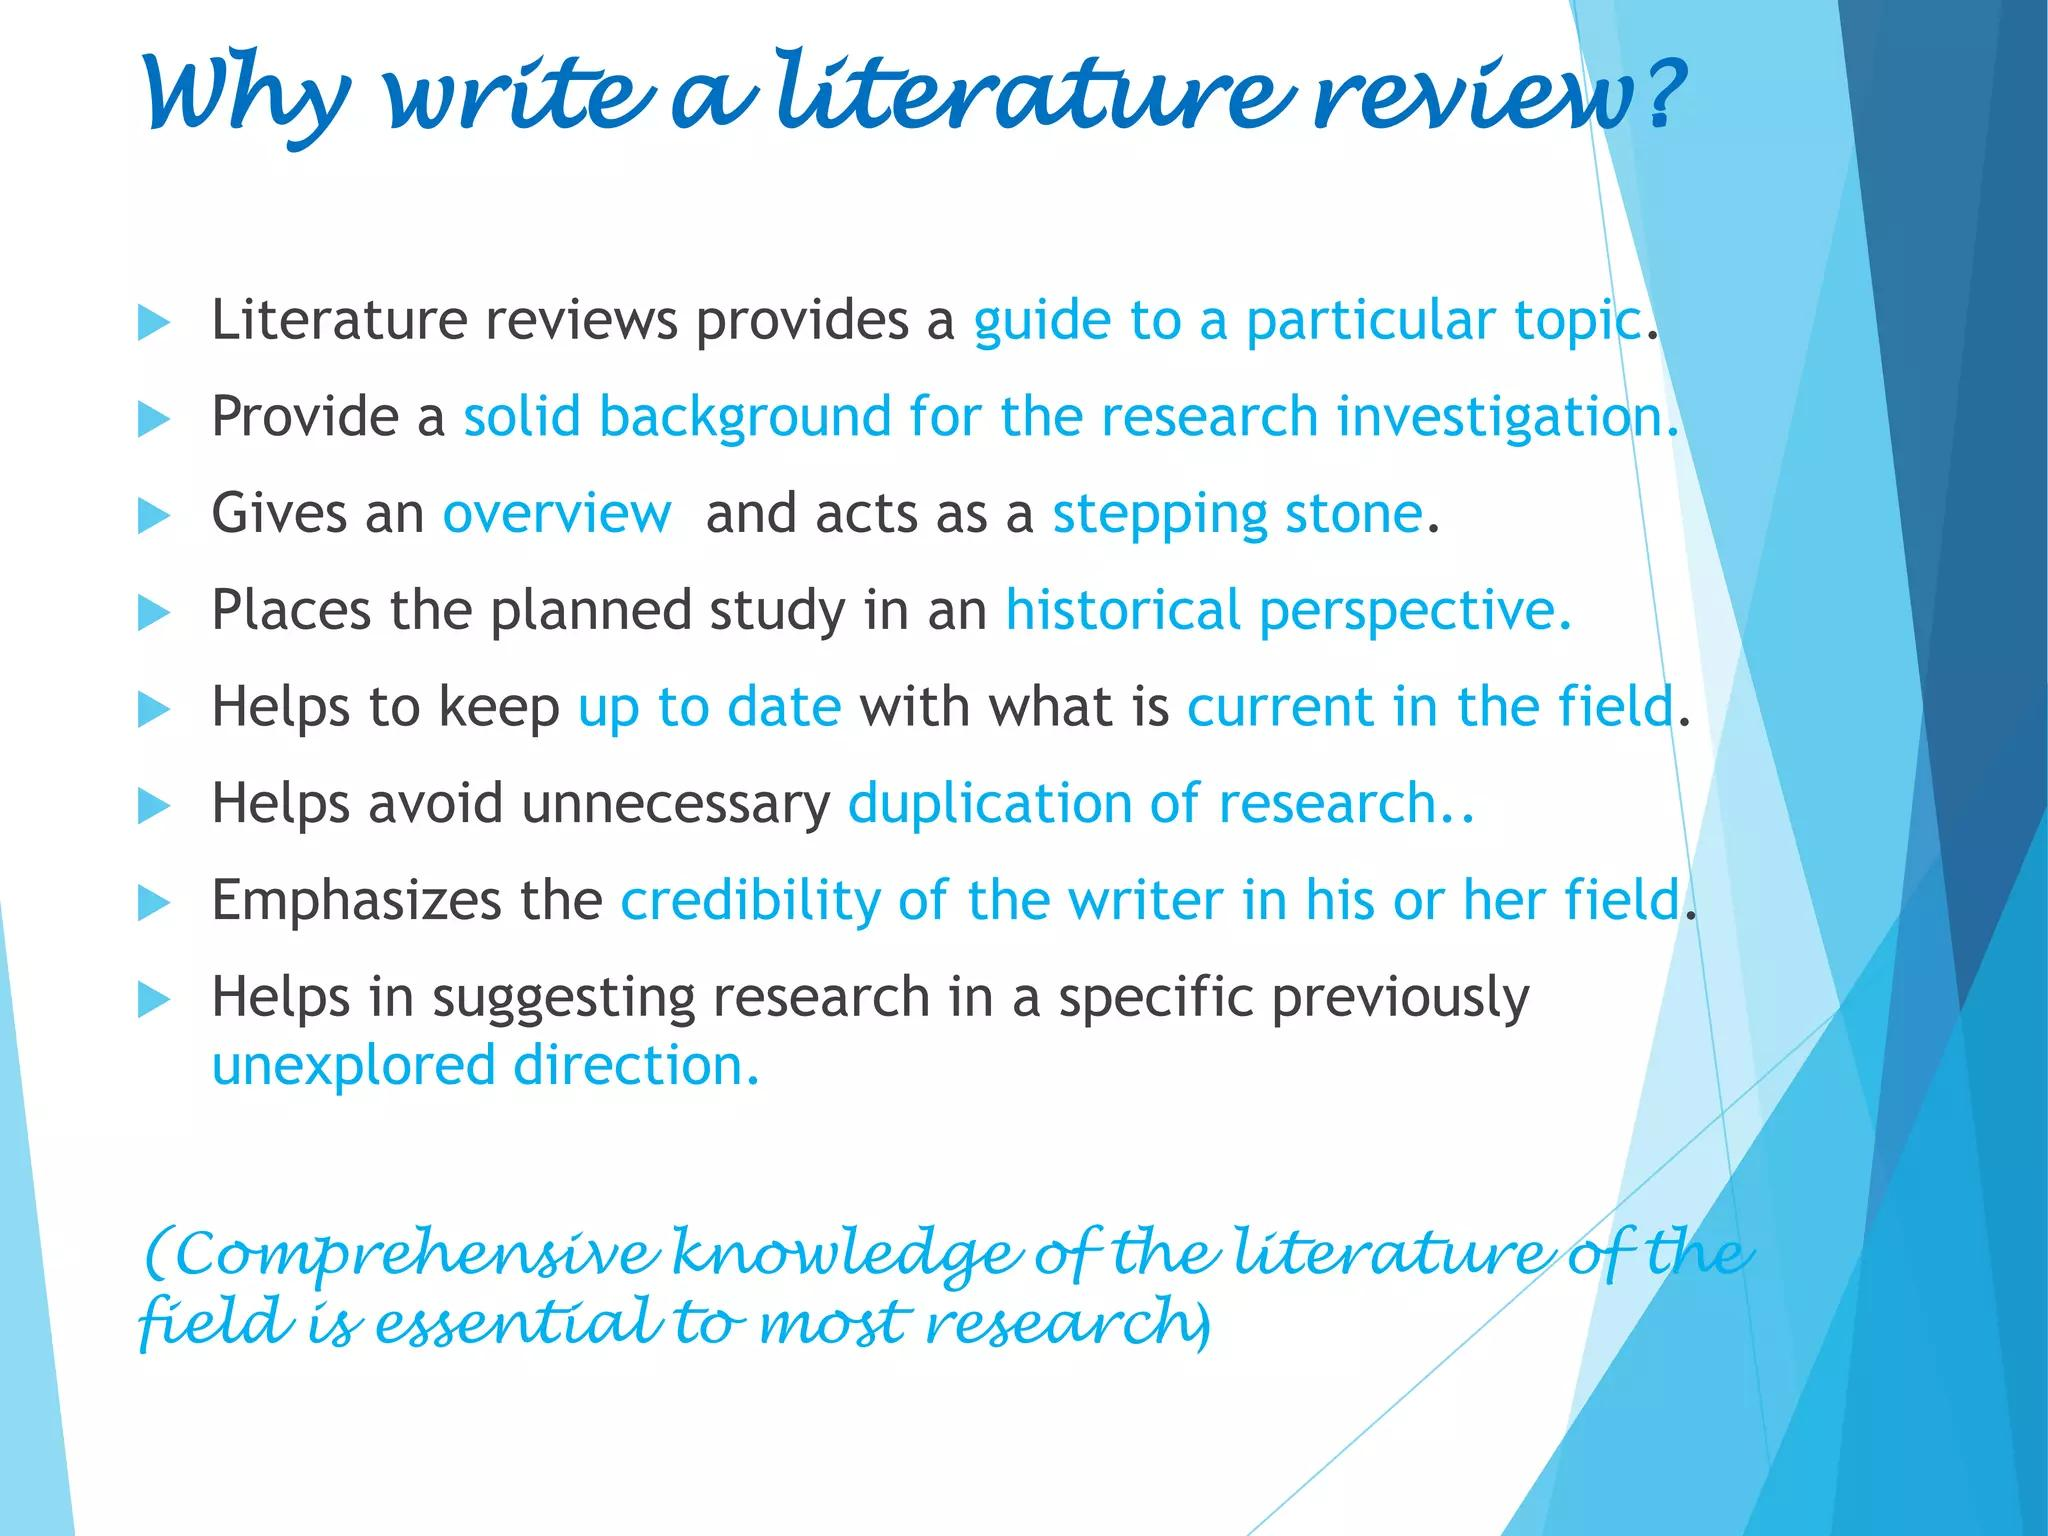 Why write a literature review?
Literature reviews provides a guide to a particular topic.
Provide a solid background for the research investigation.
Gives an overview  and acts as a stepping stone.
Places the planned study in an historical perspective.
Helps to keep up to date with what is current in the field.
Helps avoid unnecessary duplication of research..
Emphasizes the credibility of the writer in his or her field.
Helps in suggesting research in a specific previously
unexplored direction.
(Comprehensive knowledge of the literature of the
field is essential to most research)